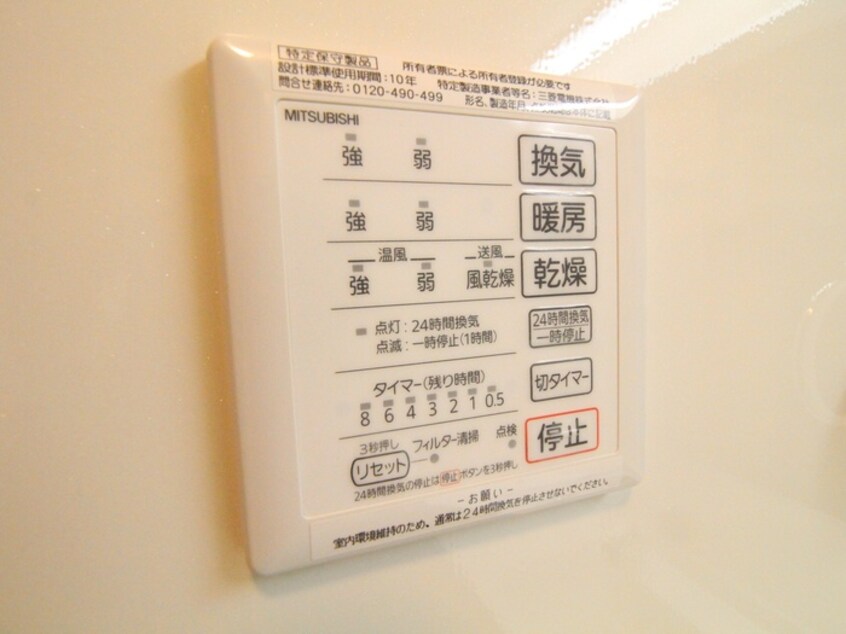 特定保守製品 所有者票による所有者登録が必要です
設計標準使用期間：10年 特定製造事業者等名：三菱電機株式会社
問合せ連絡先：0120-490-499 形名、製造年月、
MITSUBISHI
強 弱 換気
強 弱 暖房
温風 送風
強 弱 風乾燥 乾燥
点灯：24時間換気
点滅：一時停止(1時間)
24時間換気
一時停止
タイマー(残り時間)
8 6 4 3 2 1 0.5
切タイマー
3秒押し
リセット フィルター清掃 点検 停止
24時間換気の停止は停止ボタンを3秒押し
－お願い－
室内環境維持のため、通常は24時間換気を停止させないでください。